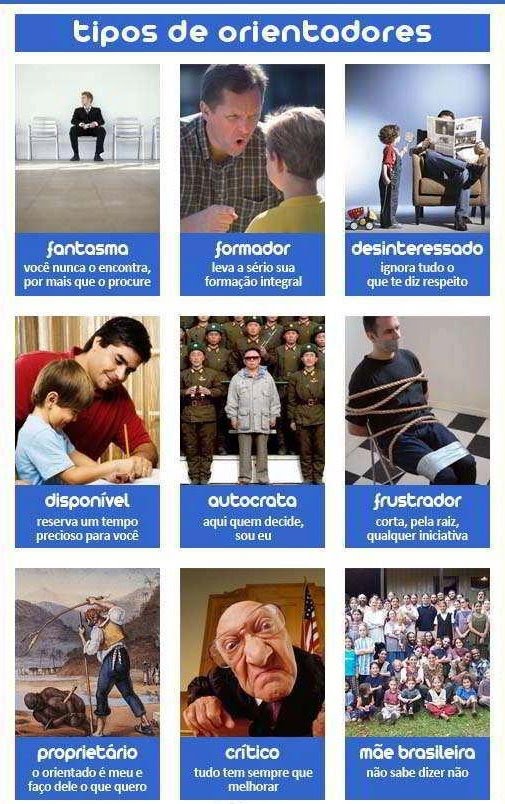 tipos de orientadores
fantasma
você nunca o encontra,
por mais que o procure
formador
leva a sério sua
formação integral
desinteressado
ignora tudo o
que te diz respeito
disponível
reserva um tempo
precioso para você
autocrata
aqui quem decide,
sou eu
frustrador
corta, pela raiz,
qualquer iniciativa
proprietário
o orientado é meu e
faço dele o que quero
crítico
tudo tem sempre que
melhorar
mãe brasileira
não sabe dizer não